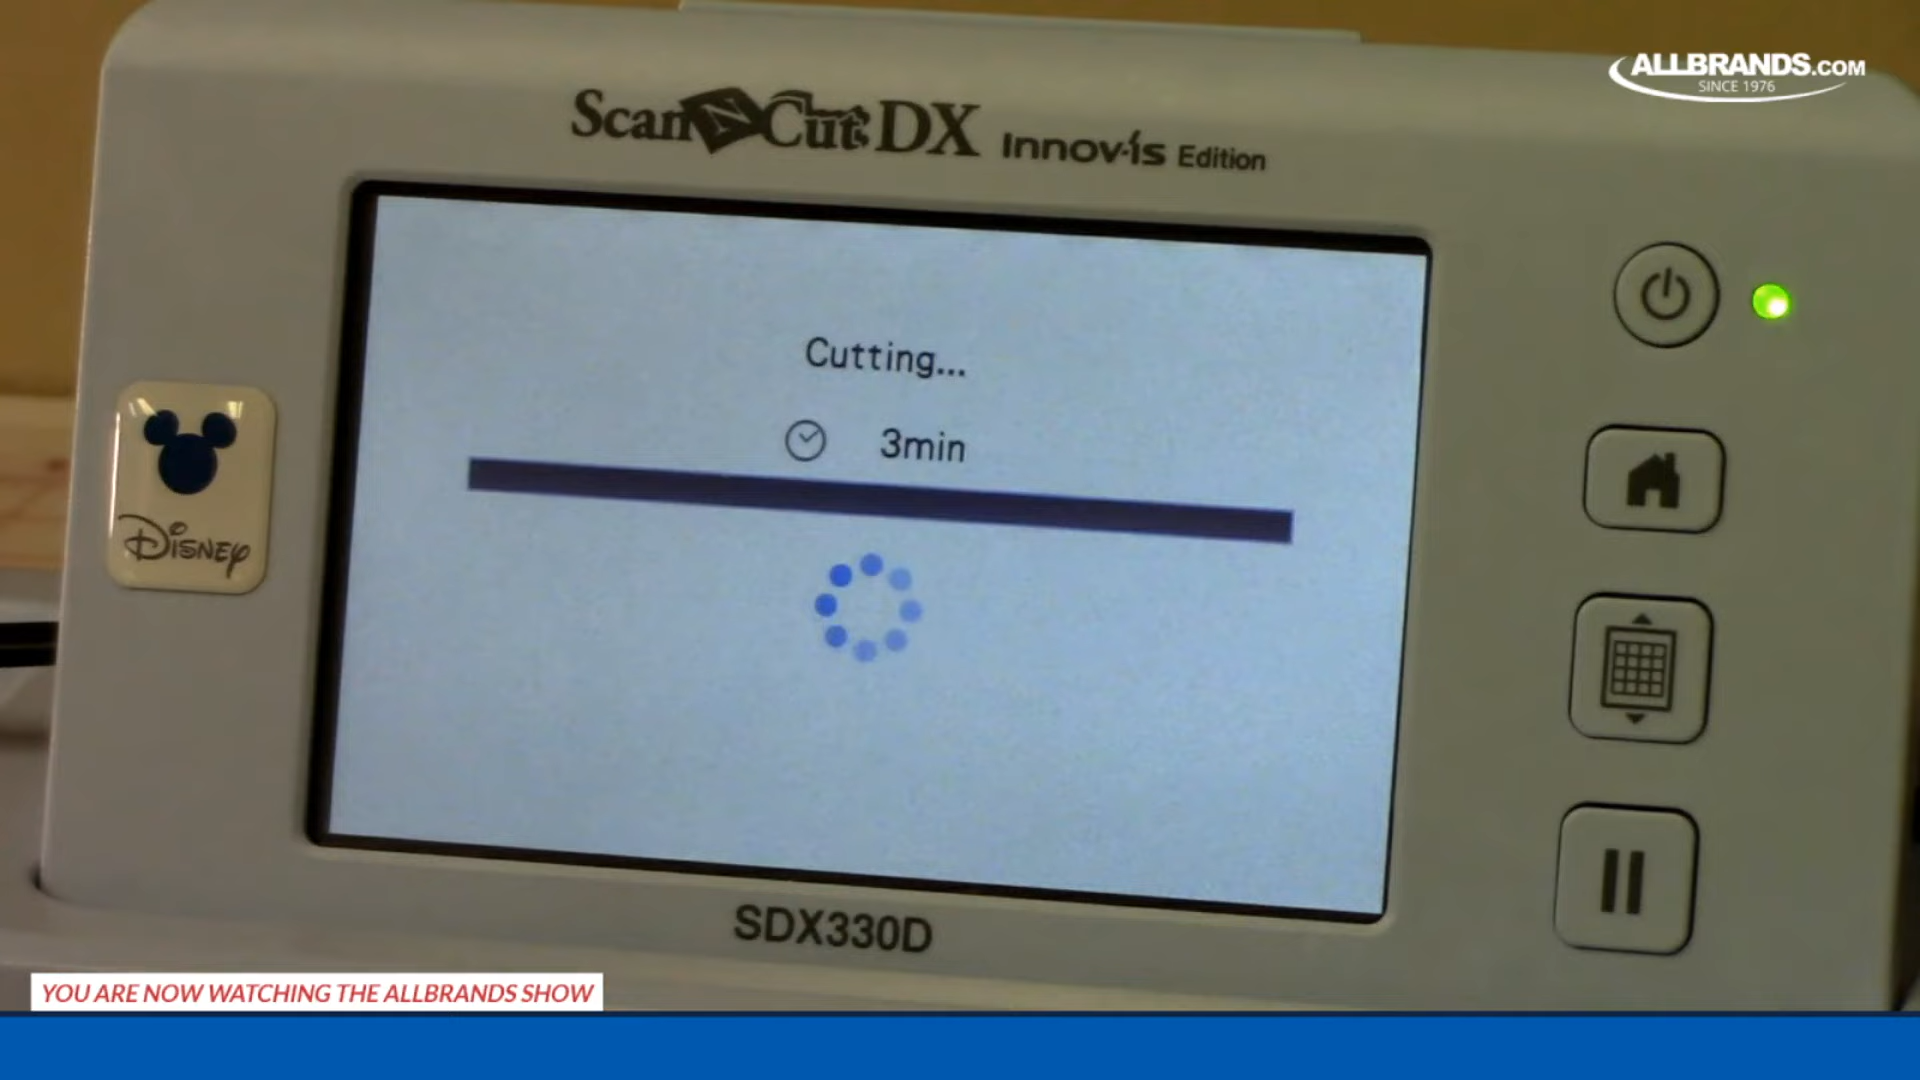 ALLBRANDS.COM
SINCE 1976
ScanNCut DX Innov-ís Edition
Cutting...
3min
Disney
SDX330D
YOU ARE NOW WATCHING THE ALLBRANDS SHOW